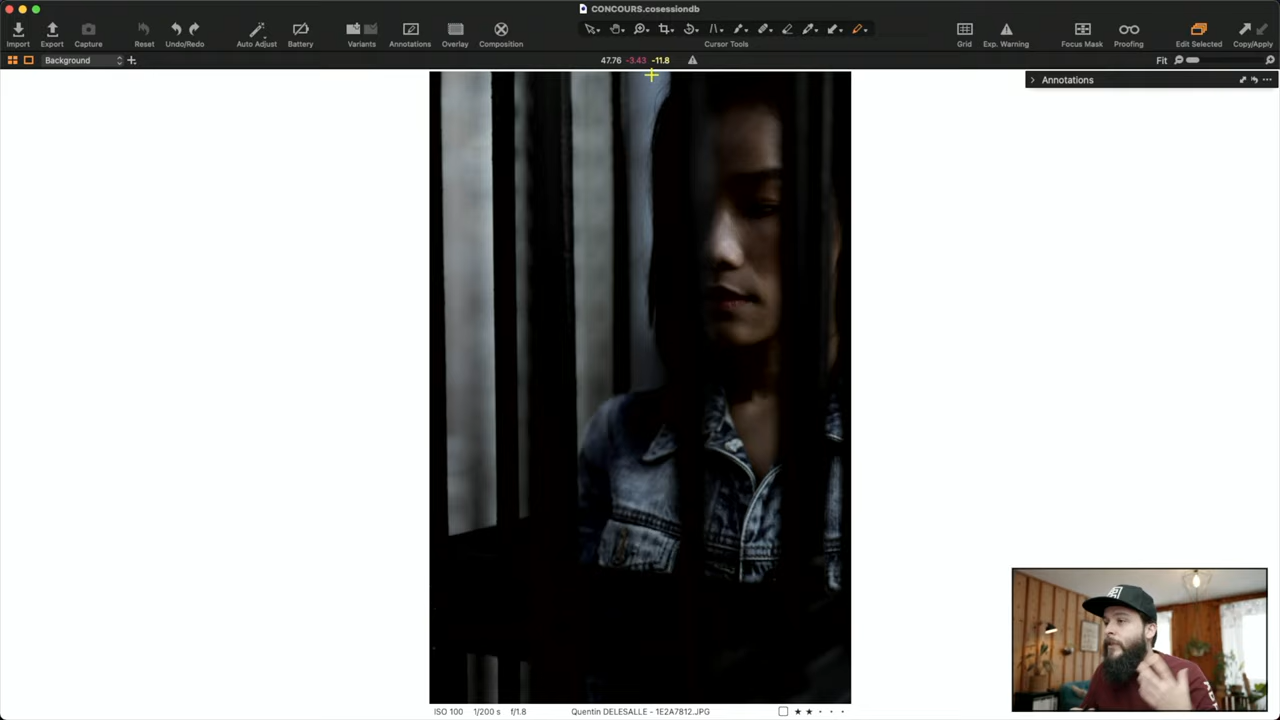 CONCOURS.cosessiondb
Import Export Capture Reset Undo/Redo Auto Adjust Battery Variants Annotations Overlay Composition Cursor Tools Grid Exp. Warning Focus Mask Proofing Edit Selected Copy/Apply
Background 47.76 -3.43 -11.8 Fit
Annotations
ISO 100 1/200 s f/1.8 Quentin DELESALLE - 1E2A7812.JPG